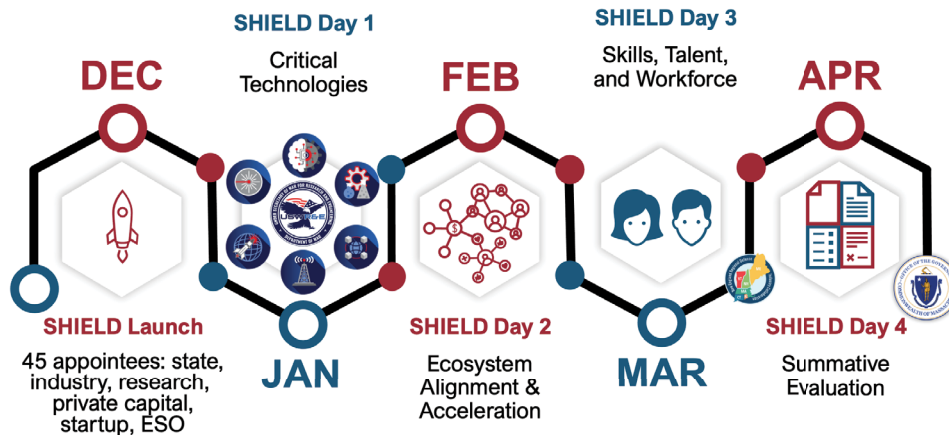 DEC
SHIELD Launch
45 appointees: state,
industry, research,
private capital,
startup, ESO
SHIELD Day 1
Critical
Technologies
JAN
FEB
$
SHIELD Day 2
Ecosystem
Alignment &
Acceleration
SHIELD Day 3
Skills, Talent,
and Workforce
MAR
APR
SHIELD Day 4
Summative
Evaluation